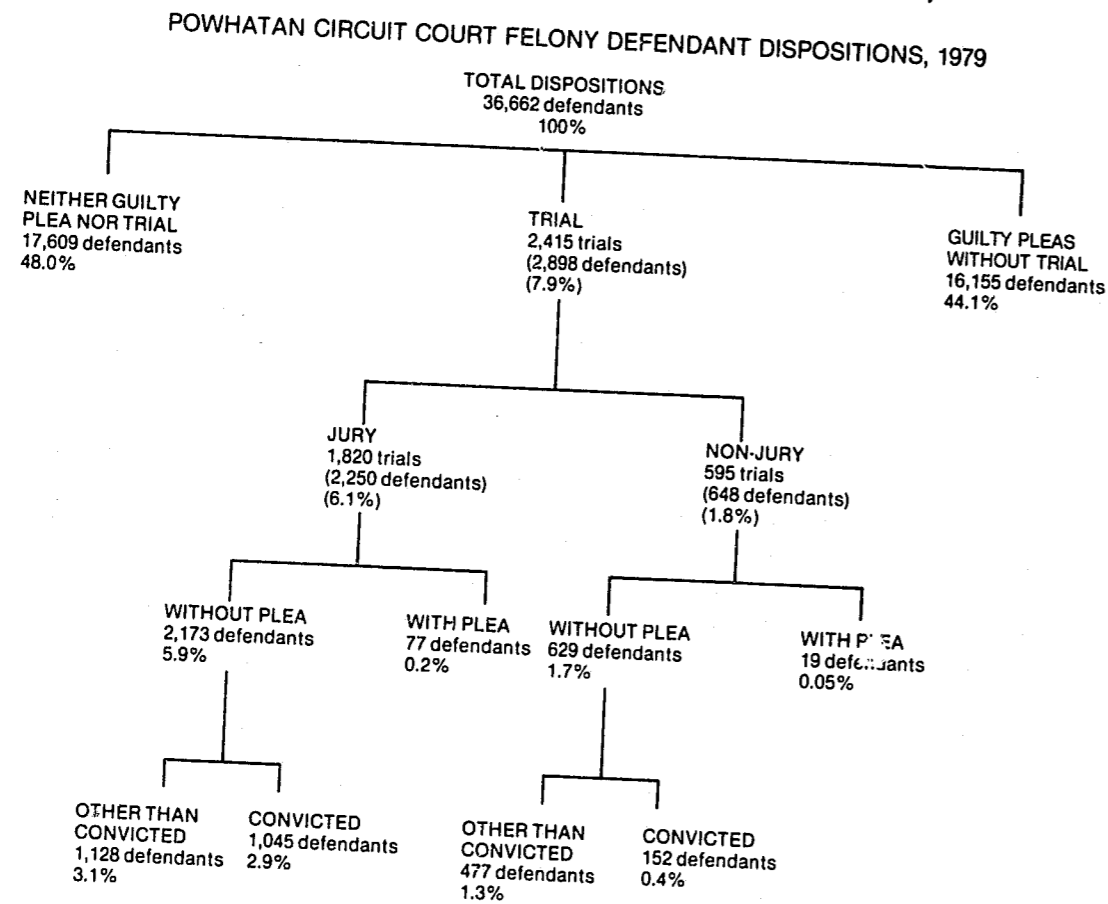 POWHATAN CIRCUIT COURT FELONY DEFENDANT DISPOSITIONS, 1979
TOTAL DISPOSITIONS
36,662 defendants
100%
NEITHER GUILTY
PLEA NOR TRIAL
17,609 defendants
48.0%
TRIAL
2,415 trials
(2,898 defendants)
(7.9%)
GUILTY PLEAS
WITHOUT TRIAL
16,155 defendants
44.1%
JURY
1,820 trials
(2,250 defendants)
(6.1%)
NON-JURY
595 trials
(648 defendants)
(1.8%)
WITHOUT PLEA
2,173 defendants
5.9%
WITH PLEA
77 defendants
0.2%
WITHOUT PLEA
629 defendants
1.7%
WITH PLEA
19 defendants
0.05%
OTHER THAN
CONVICTED
1,128 defendants
3.1%
CONVICTED
1,045 defendants
2.9%
OTHER THAN
CONVICTED
477 defendants
1.3%
CONVICTED
152 defendants
0.4%